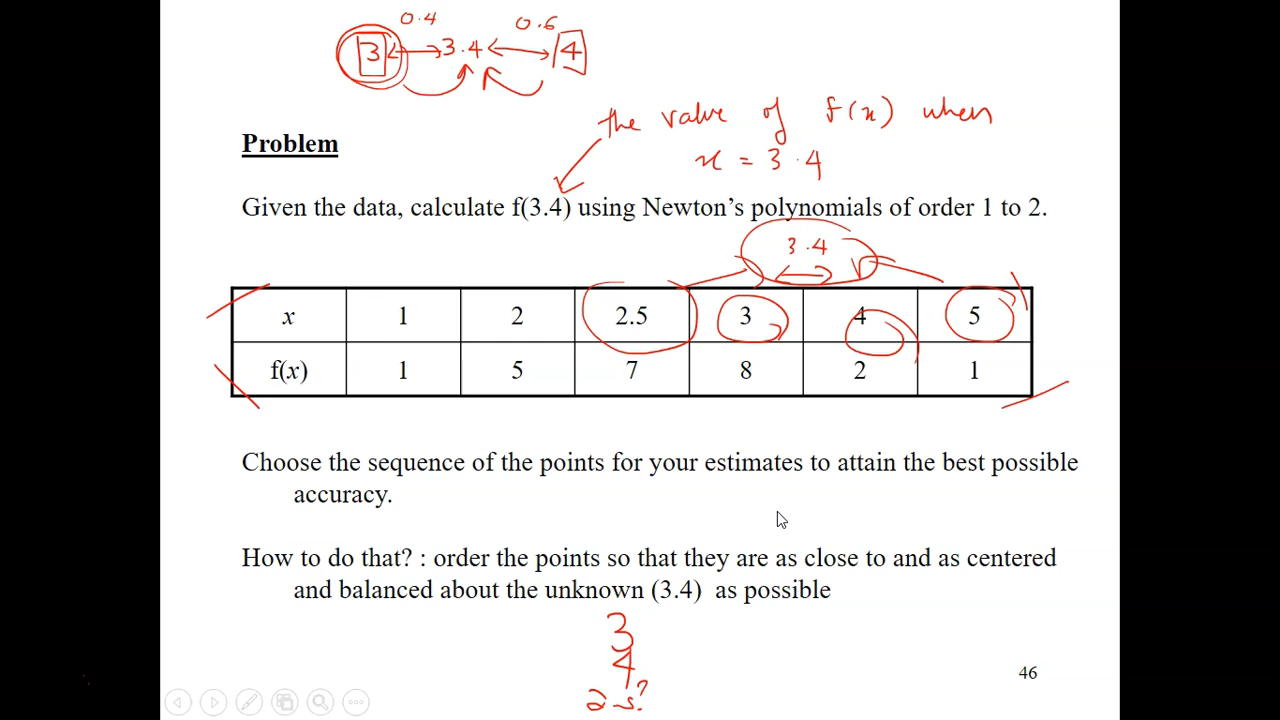 0.4 0.6
3 3.4 4
the value of f(x) when
x = 3.4
Problem
Given the data, calculate f(3.4) using Newton's polynomials of order 1 to 2.
3.4
x 1 2 2.5 3 4 5
f(x) 1 5 7 8 2 1
Choose the sequence of the points for your estimates to attain the best possible
accuracy.
How to do that? : order the points so that they are as close to and as centered
and balanced about the unknown (3.4) as possible
3
4
2.5?
46